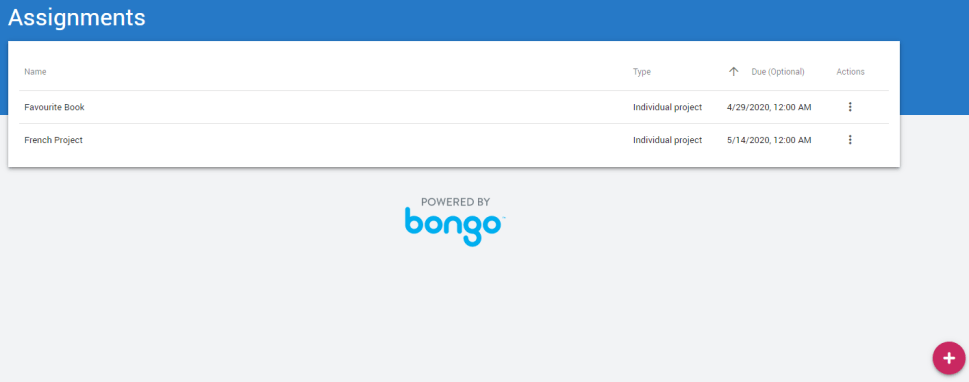 Assignments
Name Type Due (Optional) Actions
Favourite Book Individual project 4/29/2020, 12:00 AM
French Project Individual project 5/14/2020, 12:00 AM
POWERED BY
bongo™